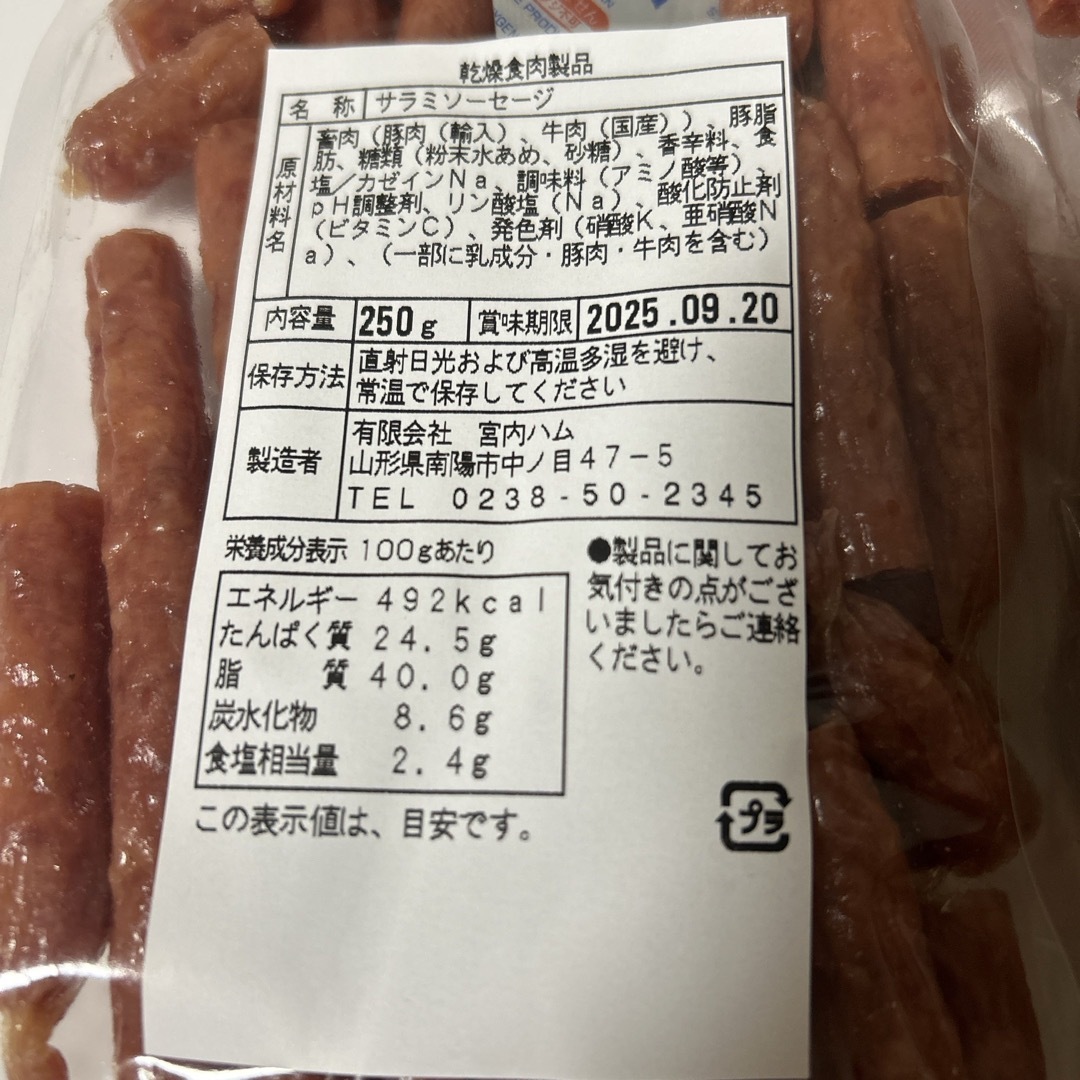 乾燥食肉製品
名 称 サラミソーセージ
原材料名
畜肉（豚肉（輸入）、牛肉（国産））、豚脂
肪、糖類（粉末水あめ、砂糖）、香辛料、食
塩／カゼインＮａ、調味料（アミノ酸等）、
ｐＨ調整剤、リン酸塩（Ｎａ）、酸化防止剤
（ビタミンＣ）、発色剤（硝酸Ｋ、亜硝酸Ｎ
ａ）、（一部に乳成分・豚肉・牛肉を含む）
内容量 250g 賞味期限 2025.09.20
保存方法
直射日光および高温多湿を避け、
常温で保存してください
製造者
有限会社 宮内ハム
山形県南陽市中ノ目４７－５
ＴＥＬ ０２３８-５０-２３４５
栄養成分表示 １００ｇあたり
エネルギー ４９２ｋｃａｌ
たんぱく質 ２４．５ｇ
脂 質 ４０．０ｇ
炭水化物 ８．６ｇ
食塩相当量 ２．４ｇ
この表示値は、目安です。
●製品に関してお
気付きの点がござ
いましたらご連絡
ください。
プラ